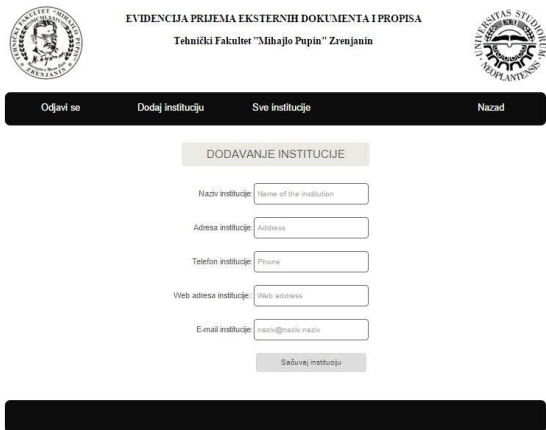 EVIDENCIJA PRIJEMA EKSTERNIH DOKUMENTA I PROPISA
Tehnički Fakultet "Mihajlo Pupin" Zrenjanin
Odjavi se Dodaj instituciju Sve institucije Nazad
DODAVANJE INSTITUCIJE
Naziv institucije: Name of the institution
Adresa institucije: Address
Telefon institucije: Phone
Web adresa institucije:: Web address
E-mail institucije: naziv@naziv.naziv
Sačuvaj instituciju